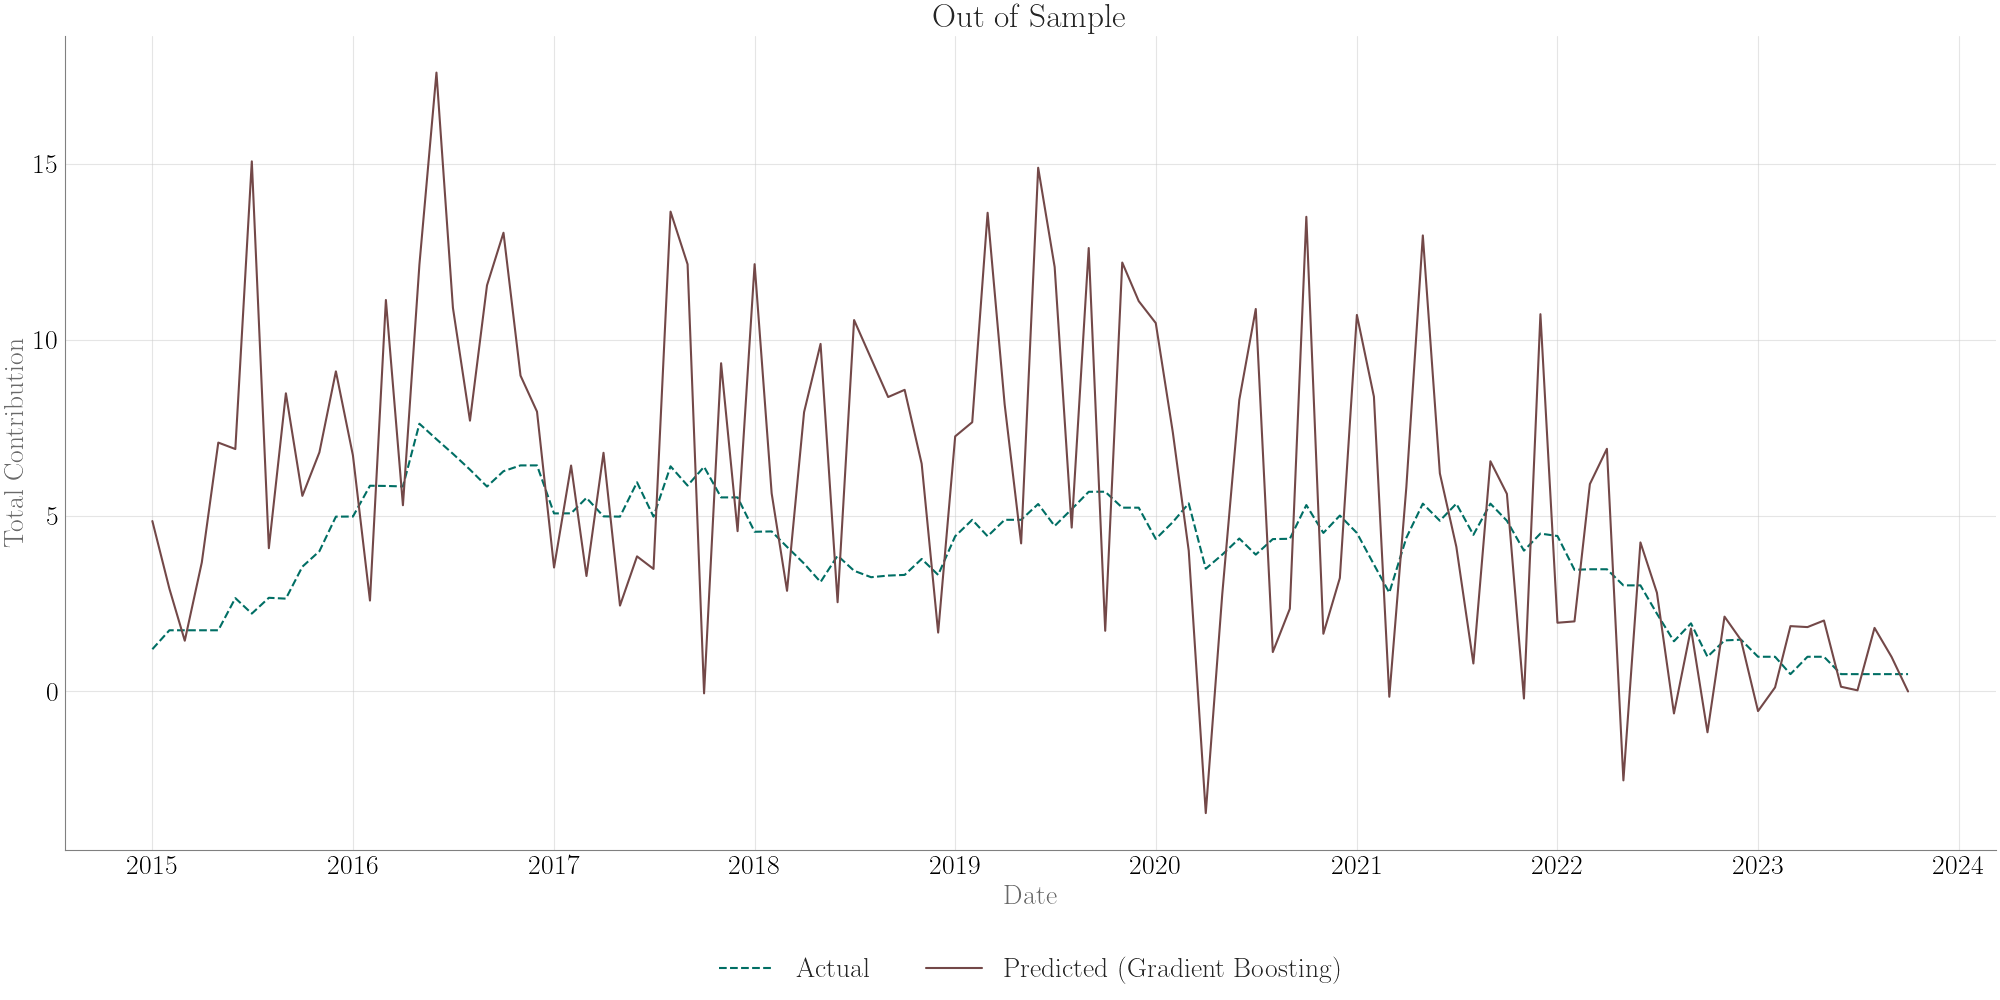 Out of Sample
Total Contribution
15
10
5
0
2015 2016 2017 2018 2019 2020 2021 2022 2023 2024
Date
Actual Predicted (Gradient Boosting)